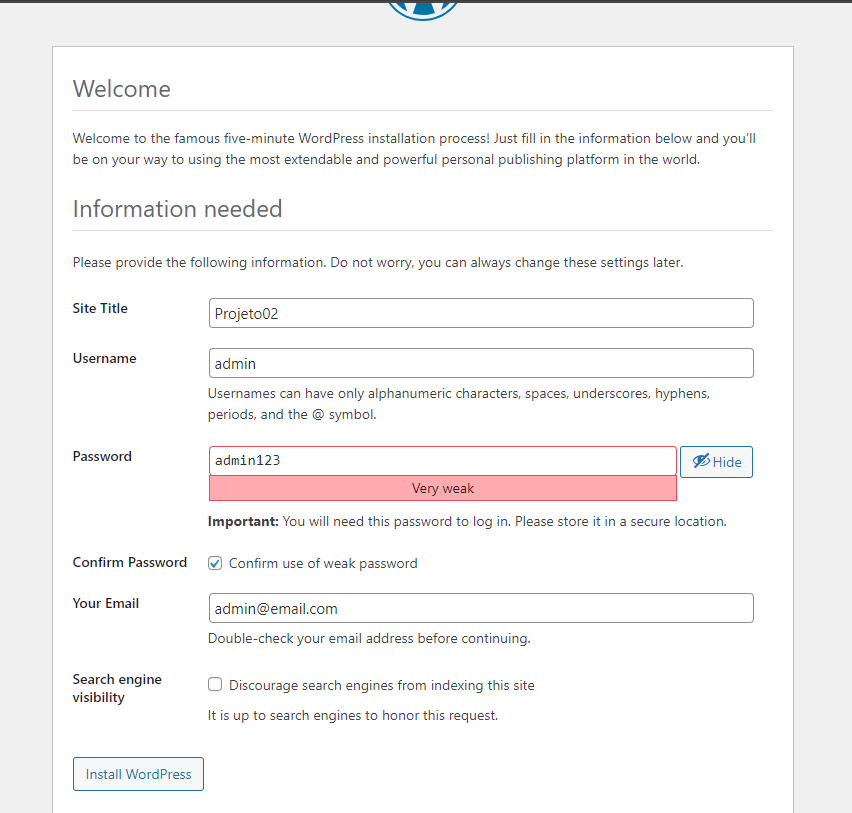 Welcome
Welcome to the famous five-minute WordPress installation process! Just fill in the information below and you’ll
be on your way to using the most extendable and powerful personal publishing platform in the world.
Information needed
Please provide the following information. Do not worry, you can always change these settings later.
Site Title
Projeto02
Username
admin
Usernames can have only alphanumeric characters, spaces, underscores, hyphens,
periods, and the @ symbol.
Password
admin123
Hide
Very weak
Important: You will need this password to log in. Please store it in a secure location.
Confirm Password
Confirm use of weak password
Your Email
admin@email.com
Double-check your email address before continuing.
Search engine
visibility
Discourage search engines from indexing this site
It is up to search engines to honor this request.
Install WordPress